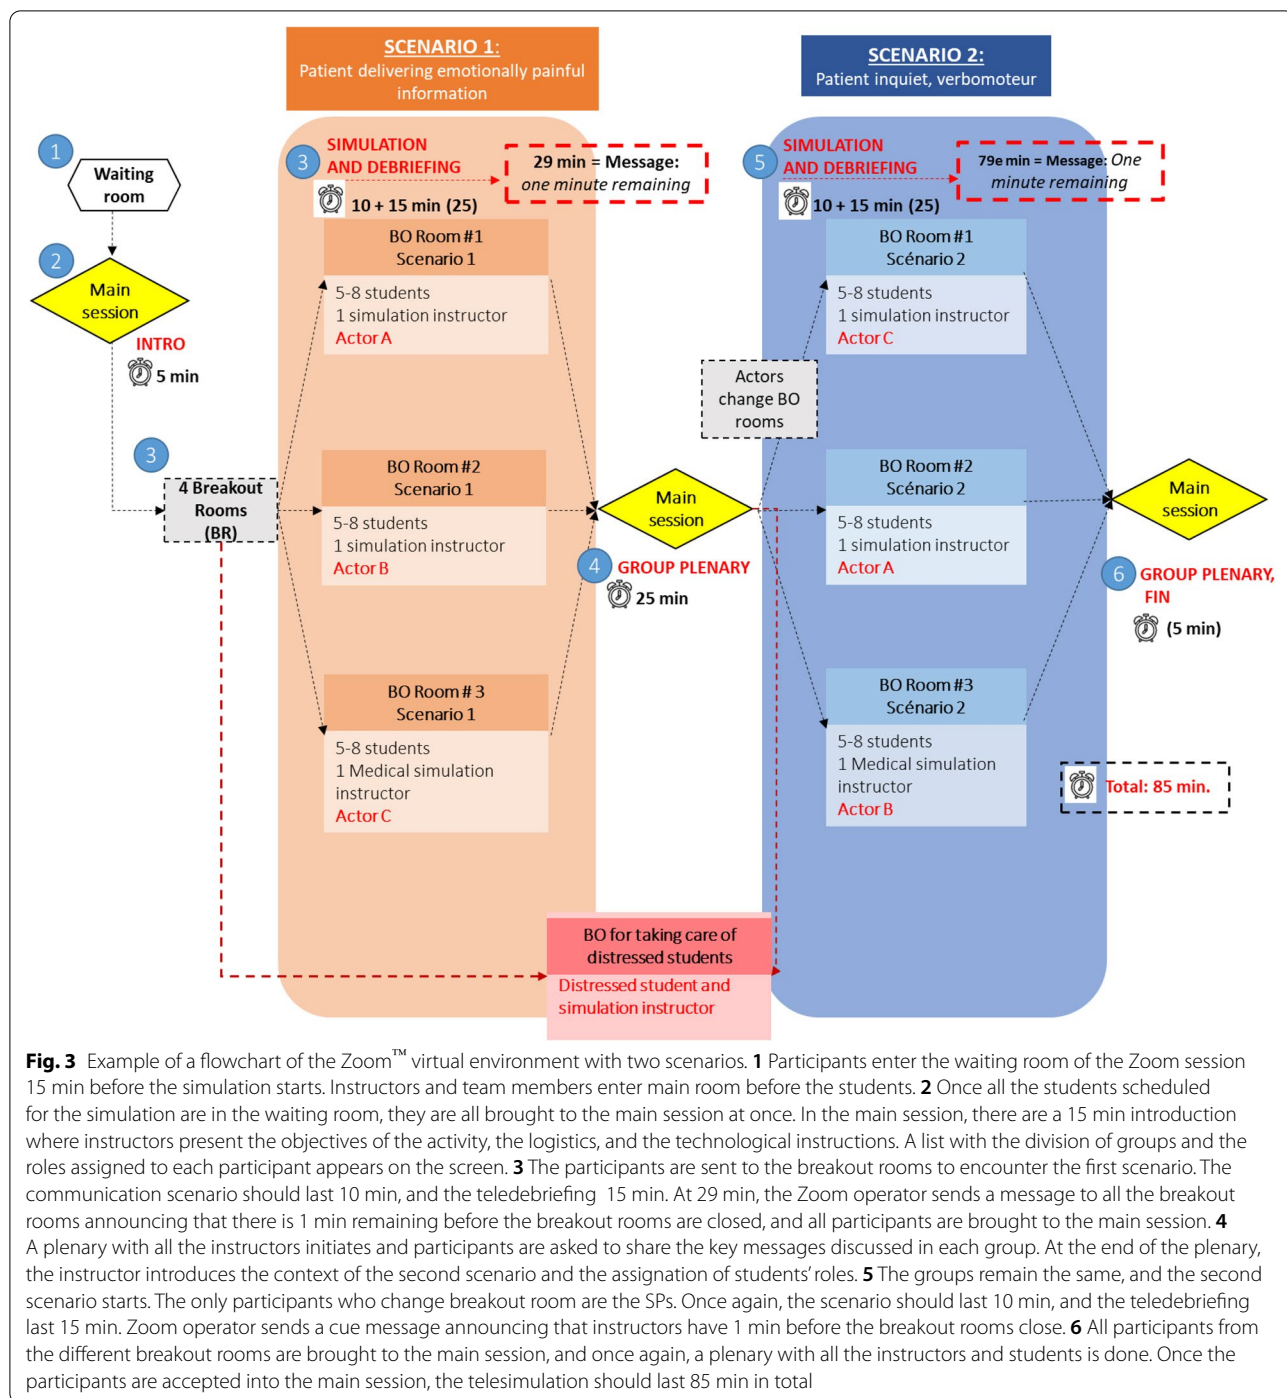 SCENARIO 1:
Patient delivering emotionally painful
information
SCENARIO 2:
Patient inquiet, verbomoteur
1
Waiting
room
2
Main
session
INTRO
5 min
3
4 Breakout
Rooms
(BR)
3
SIMULATION
AND DEBRIEFING
10 + 15 min (25)
29 min = Message:
one minute remaining
BO Room #1
Scenario 1
5-8 students
1 simulation instructor
Actor A
BO Room #2
Scenario 1
5-8 students
1 simulation instructor
Actor B
BO Room # 3
Scenario 1
5-8 students
1 Medical simulation
instructor
Actor C
Main
session
4
GROUP PLENARY
25 min
Actors
change BO
rooms
5
SIMULATION
AND DEBRIEFING
10 + 15 min (25)
79e min = Message: One
minute remaining
BO Room #1
Scénario 2
5-8 students
1 simulation instructor
Actor C
BO Room #2
Scénario 2
5-8 students
1 simulation instructor
Actor A
BO Room #3
Scénario 2
5-8 students
1 Medical simulation
instructor
Actor B
Main
session
6
GROUP PLENARY,
FIN
(5 min)
Total: 85 min.
BO for taking care of
distressed students
Distressed student and
simulation instructor
Fig. 3 Example of a flowchart of the Zoom™ virtual environment with two scenarios. 1 Participants enter the waiting room of the Zoom session
15 min before the simulation starts. Instructors and team members enter main room before the students. 2 Once all the students scheduled
for the simulation are in the waiting room, they are all brought to the main session at once. In the main session, there are a 15 min introduction
where instructors present the objectives of the activity, the logistics, and the technological instructions. A list with the division of groups and the
roles assigned to each participant appears on the screen. 3 The participants are sent to the breakout rooms to encounter the first scenario. The
communication scenario should last 10 min, and the teledebriefing 15 min. At 29 min, the Zoom operator sends a message to all the breakout
rooms announcing that there is 1 min remaining before the breakout rooms are closed, and all participants are brought to the main session. 4
A plenary with all the instructors initiates and participants are asked to share the key messages discussed in each group. At the end of the plenary,
the instructor introduces the context of the second scenario and the assignation of students' roles. 5 The groups remain the same, and the second
scenario starts. The only participants who change breakout room are the SPs. Once again, the scenario should last 10 min, and the teledebriefing
last 15 min. Zoom operator sends a cue message announcing that instructors have 1 min before the breakout rooms close. 6 All participants from
the different breakout rooms are brought to the main session, and once again, a plenary with all the instructors and students is done. Once the
participants are accepted into the main session, the telesimulation should last 85 min in total